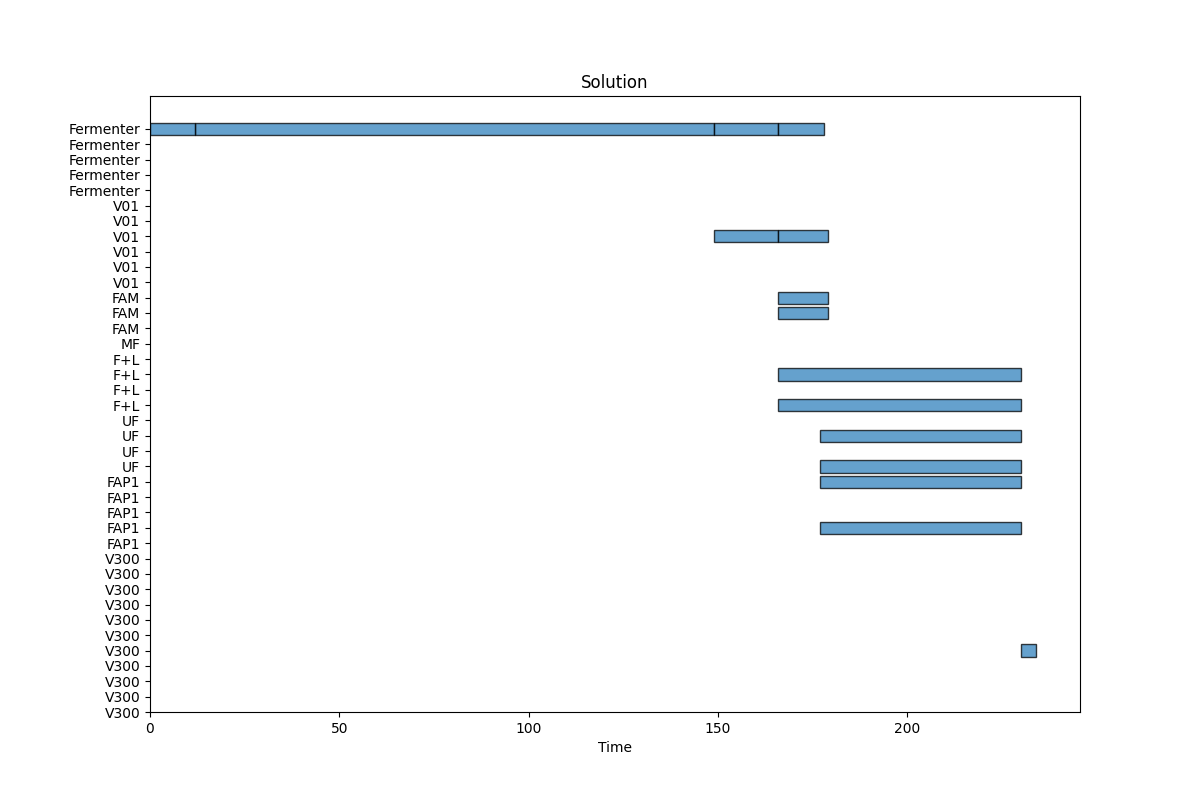 Solution
Fermenter
Fermenter
Fermenter
Fermenter
Fermenter
V01
V01
V01
V01
V01
V01
FAM
FAM
FAM
MF
F+L
F+L
F+L
F+L
UF
UF
UF
UF
FAP1
FAP1
FAP1
FAP1
FAP1
V300
V300
V300
V300
V300
V300
V300
V300
V300
V300
V300
0 50 100 150 200
Time